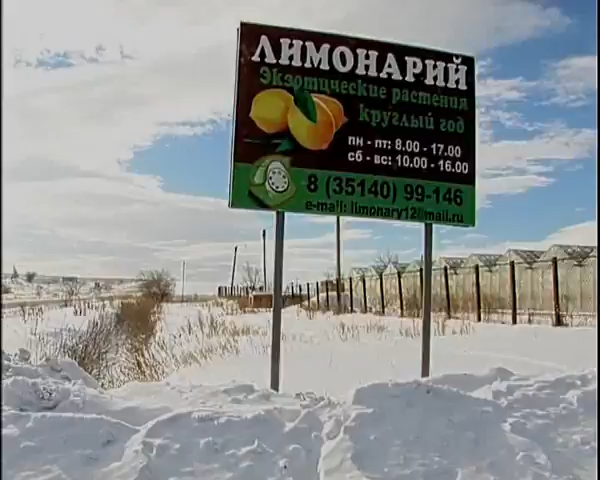 ЛИМОНАРИЙ
Экзотические растения
круглый год
пн - пт: 8.00 - 17.00
сб - вс: 10.00 - 16.00
8 (35140) 99-146
e-mail: limonary12@mail.ru